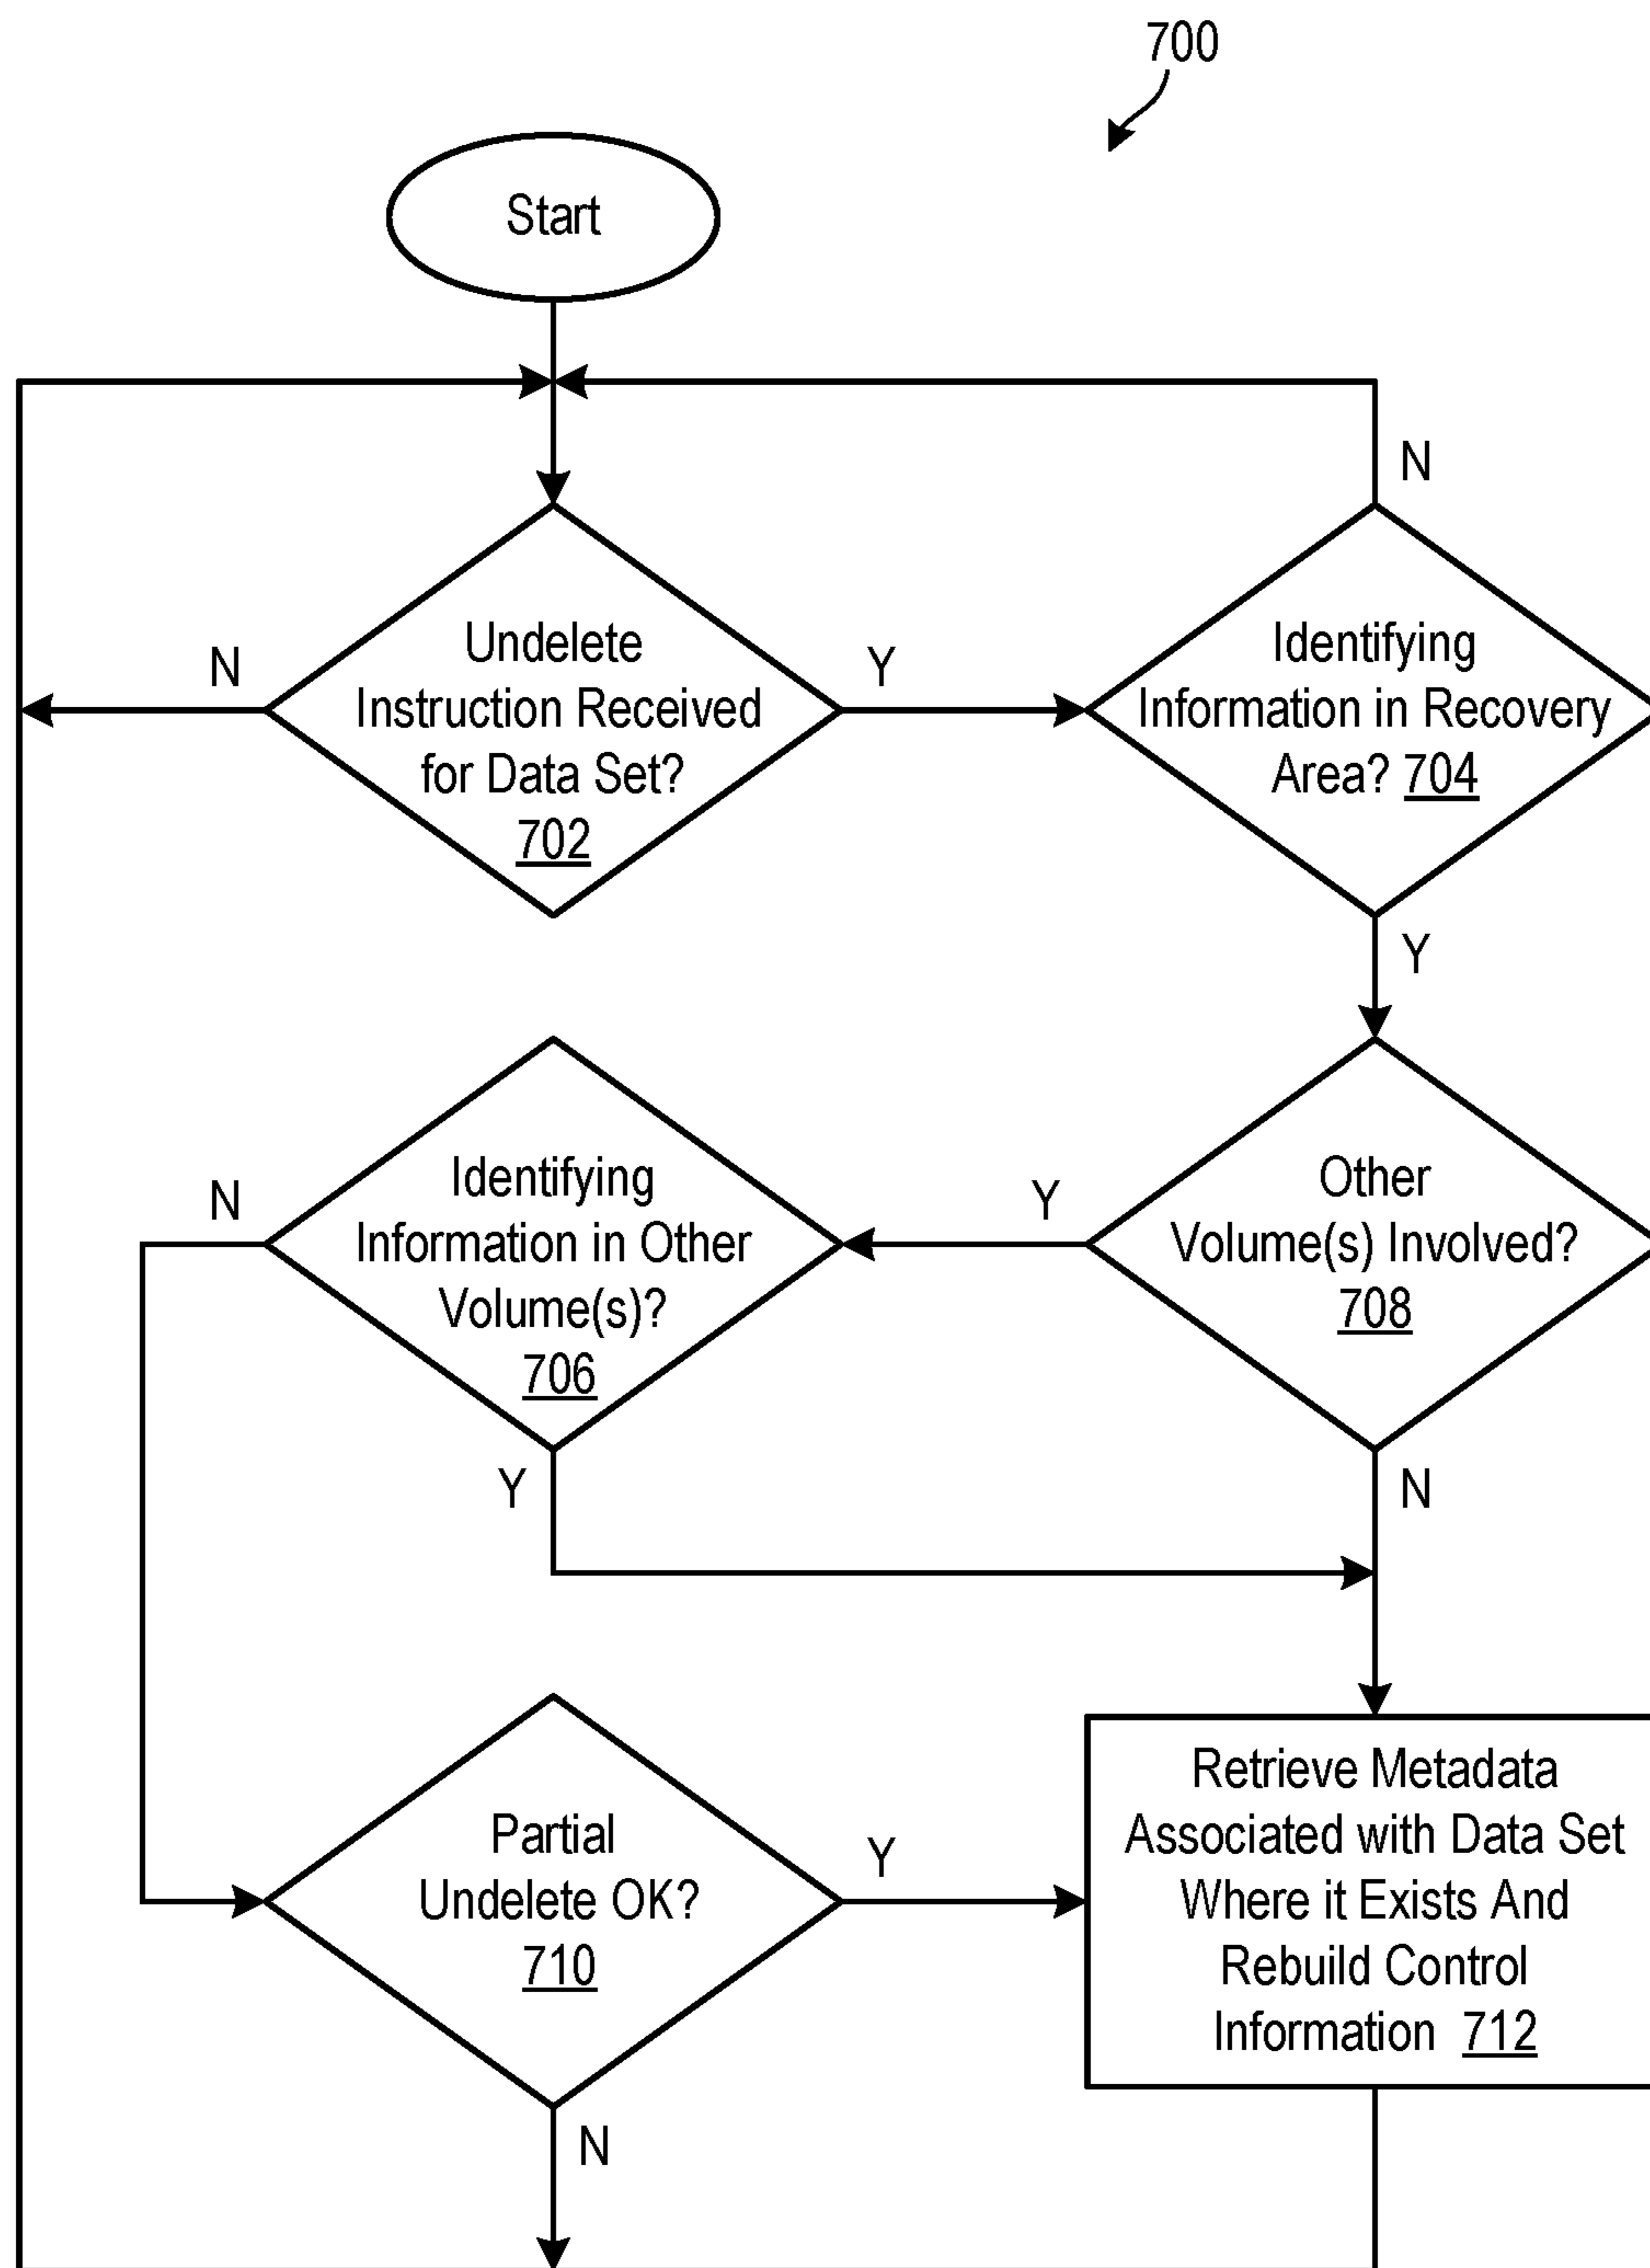 700
Start
N
Undelete
Instruction Received
for Data Set?
702
Y
N
Identifying
Information in Recovery
Area? 704
Y
Other
Volume(s) Involved?
708
Y
N
Identifying
Information in Other
Volume(s)?
706
N
Y
Partial
Undelete OK?
710
Y
N
Retrieve Metadata
Associated with Data Set
Where it Exists And
Rebuild Control
Information 712